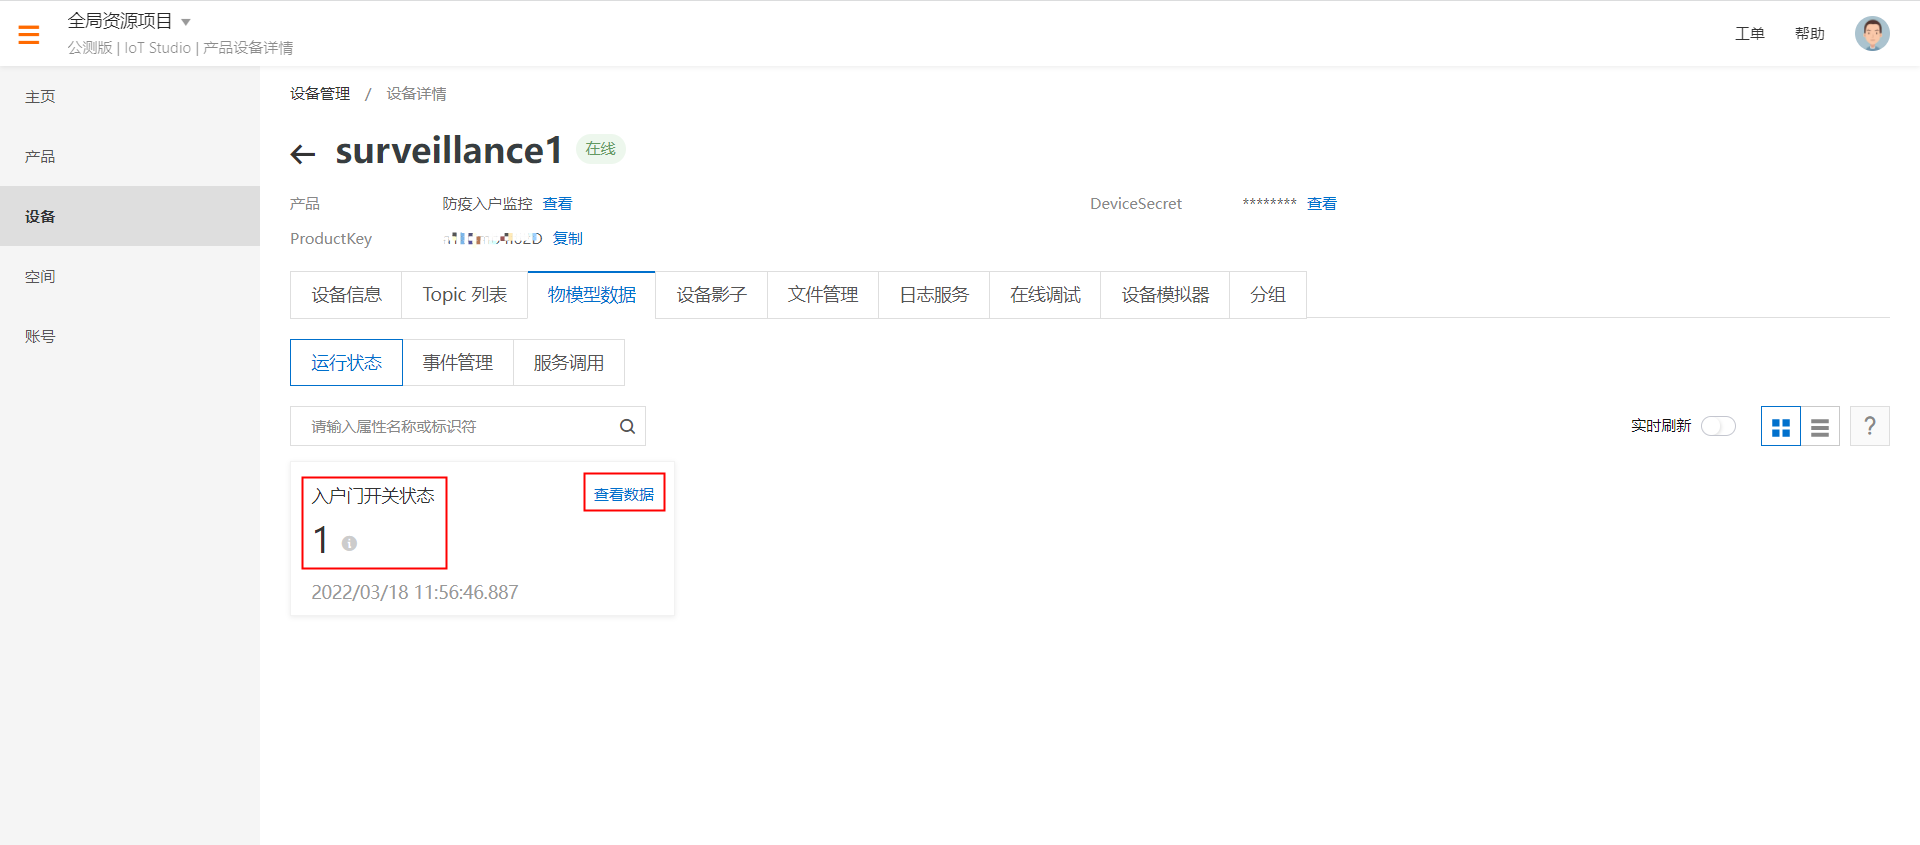 全局资源项目
公测版 | IoT Studio | 产品设备详情
工单 帮助
主页
产品
设备
空间
账号
设备管理 / 设备详情
surveillance1 在线
产品 防疫入户监控 查看
DeviceSecret ******** 查看
ProductKey 复制
设备信息 Topic 列表 物模型数据 设备影子 文件管理 日志服务 在线调试 设备模拟器 分组
运行状态 事件管理 服务调用
请输入属性名称或标识符
实时刷新 ?
入户门开关状态 查看数据
1
2022/03/18 11:56:46.887